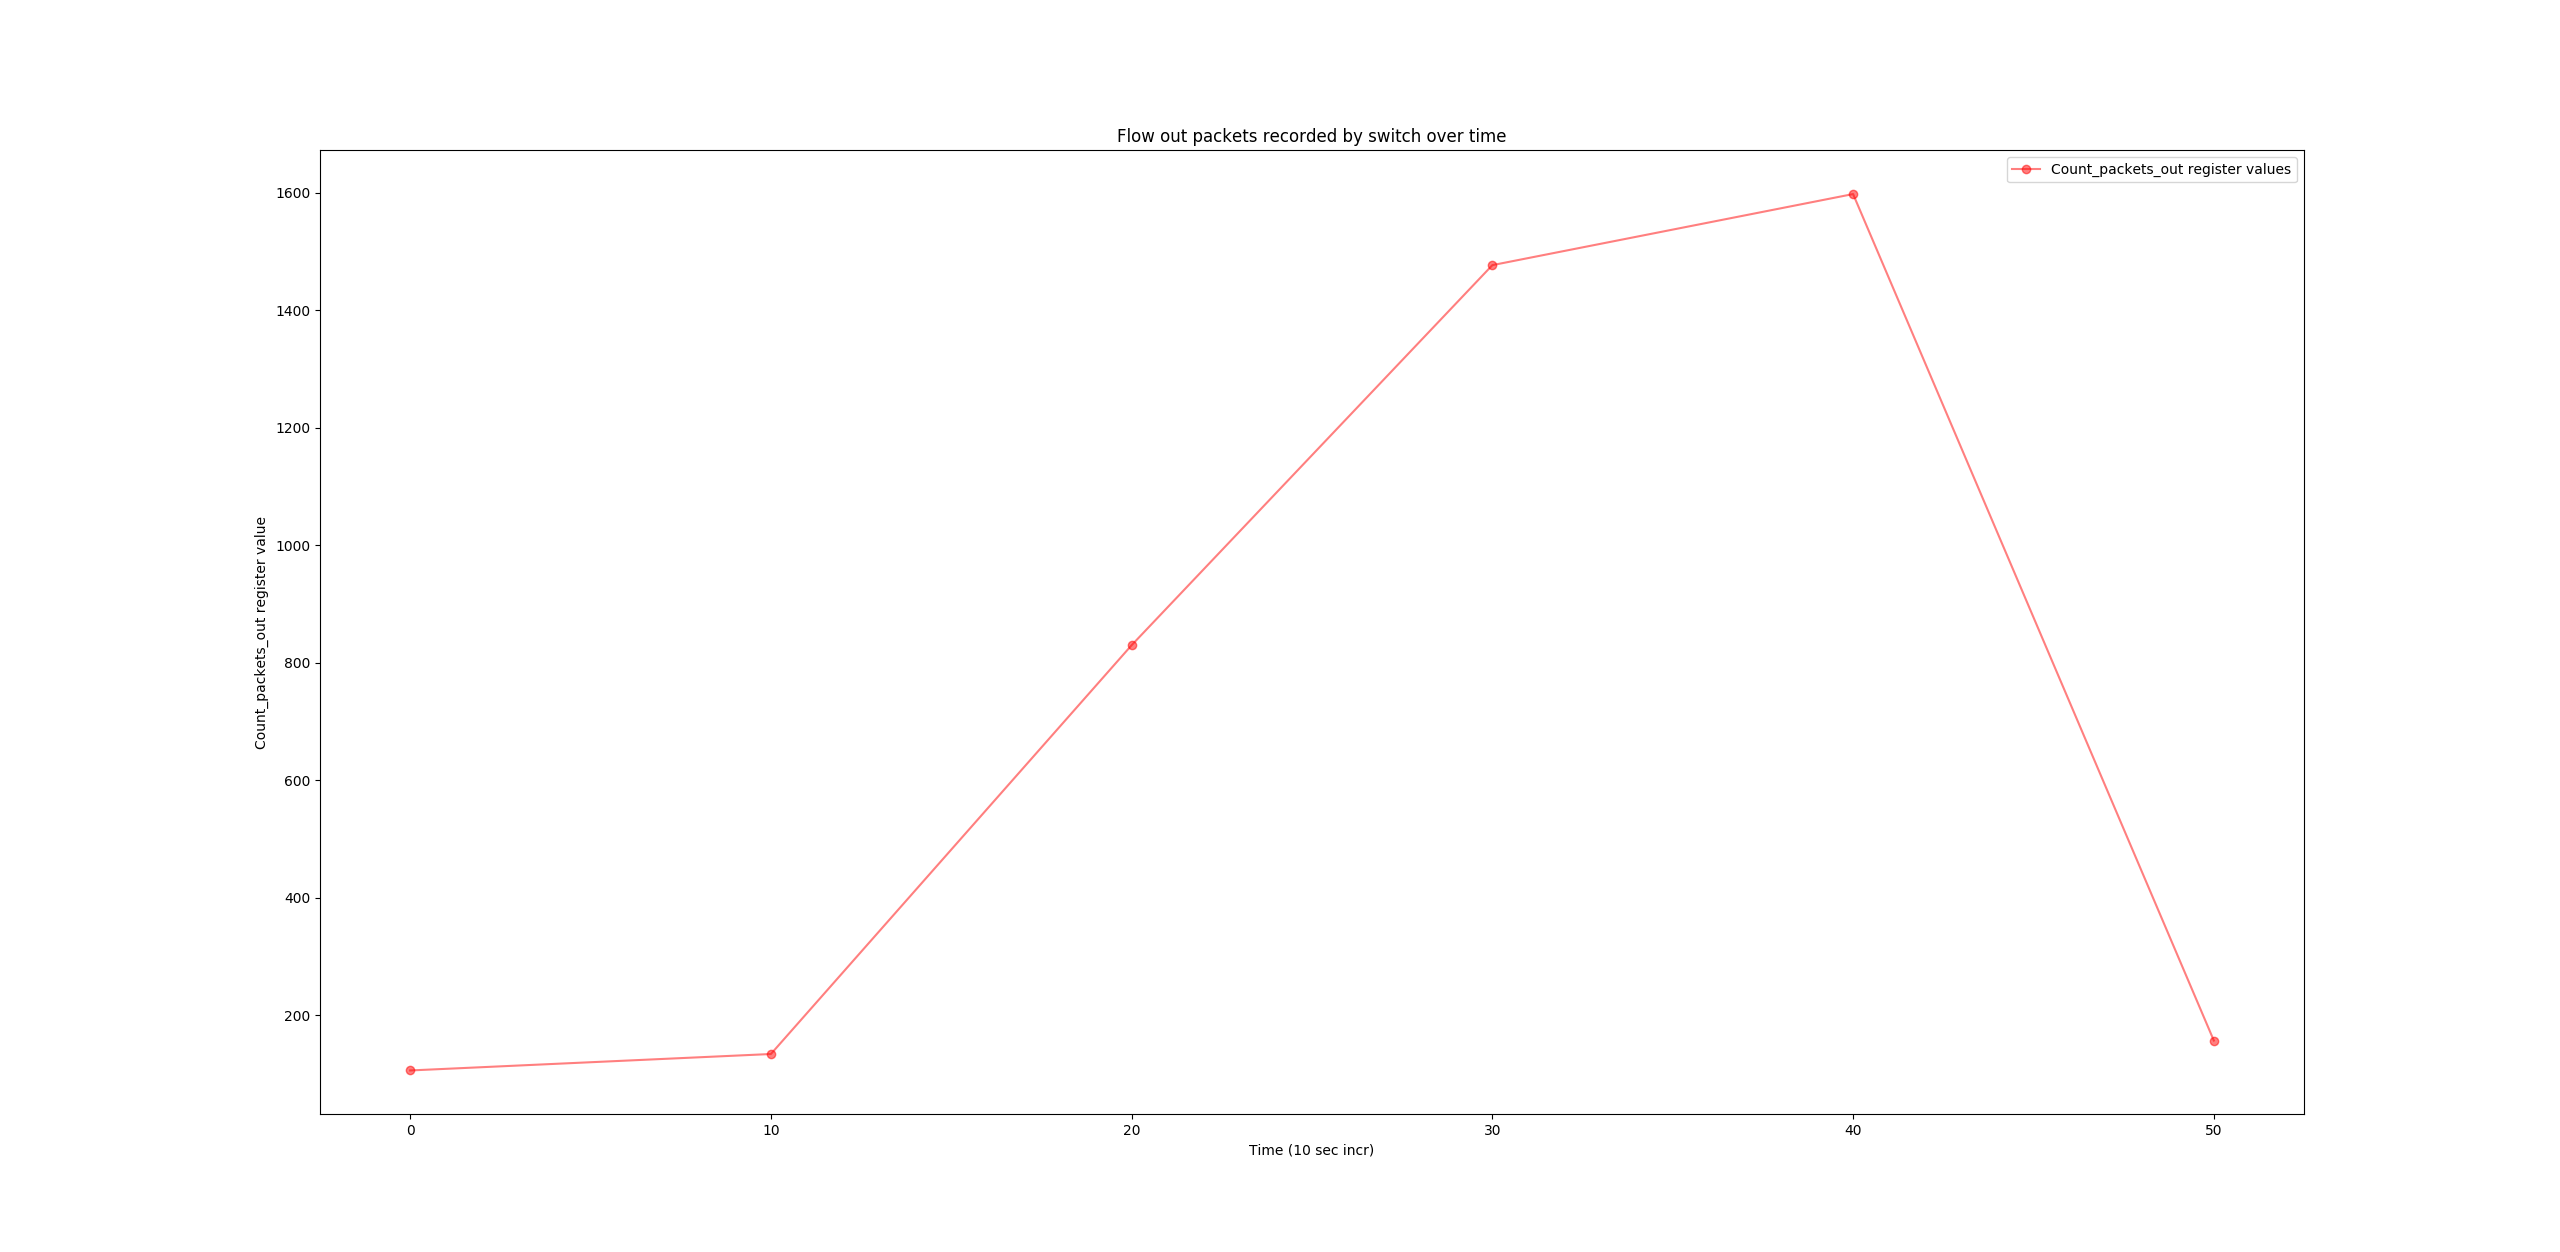 Flow out packets recorded by switch over time
Count_packets_out register values
1600
1400
1200
1000
800
600
400
200
Count_packets_out register value
0 10 20 30 40 50
Time (10 sec incr)